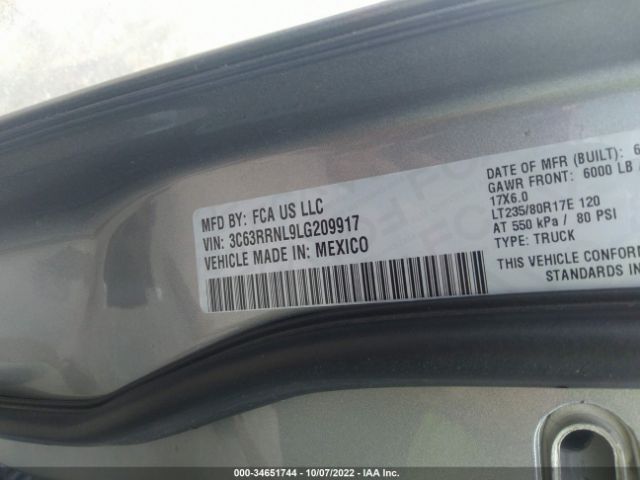 MFD BY: FCA US LLC
VIN: 3C63RRNL9LG209917
VEHICLE MADE IN: MEXICO
DATE OF MFR (BUILT): 6
GAWR FRONT: 6000 LB
17X6.0
LT235/80R17E 120
AT 550 kPa / 80 PSI
TYPE: TRUCK
THIS VEHICLE CONFOR
STANDARDS IN
000-34651744 | 10/07/2022 - IAA Inc.